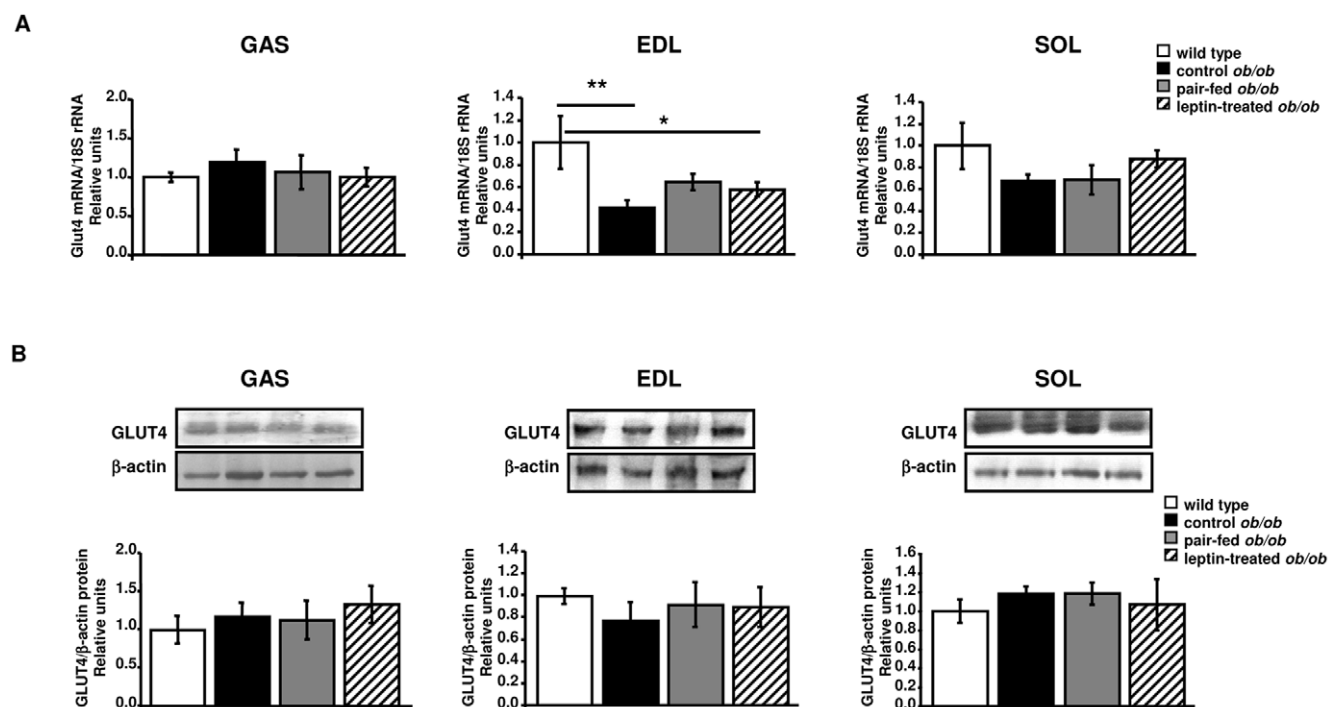 A
GAS
EDL
SOL
wild type
control ob/ob
pair-fed ob/ob
leptin-treated ob/ob
Glut4 mRNA/18S rRNA
Relative units
2.0
1.5
1.0
0.5
0.0
Glut4 mRNA/18S rRNA
Relative units
1.4
1.2
1.0
0.8
0.6
0.4
0.2
0.0
**
*
Glut4 mRNA/18S rRNA
Relative units
1.4
1.2
1.0
0.8
0.6
0.4
0.2
0.0
B
GAS
EDL
SOL
GLUT4
β-actin
GLUT4
β-actin
GLUT4
β-actin
wild type
control ob/ob
pair-fed ob/ob
leptin-treated ob/ob
GLUT4/β-actin protein
Relative units
2.0
1.5
1.0
0.5
0.0
GLUT4/β-actin protein
Relative units
1.4
1.2
1.0
0.8
0.6
0.4
0.2
0.0
GLUT4/β-actin protein
Relative units
1.6
1.4
1.2
1.0
0.8
0.6
0.4
0.2
0.0